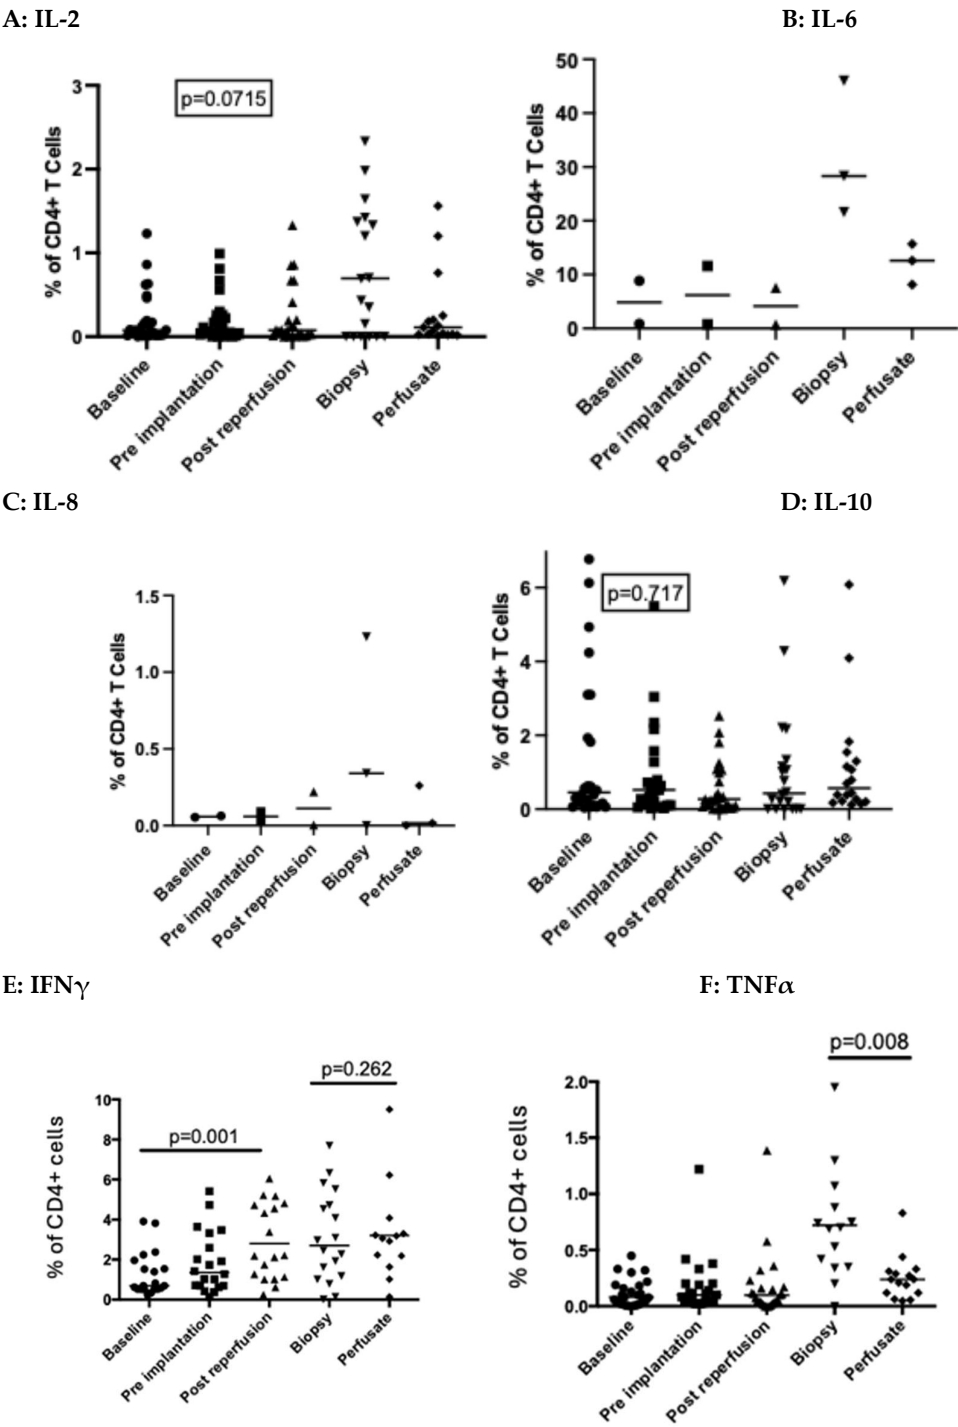 A: IL-2
B: IL-6
p=0.0715
% of CD4+ T Cells
3
2
1
0
Baseline
Pre implantation
Post reperfusion
Biopsy
Perfusate
% of CD4+ T Cells
50
40
30
20
10
0
Baseline
Pre implantation
Post reperfusion
Biopsy
Perfusate
C: IL-8
D: IL-10
% of CD4+ T Cells
1.5
1.0
0.5
0.0
Baseline
Pre implantation
Post reperfusion
Biopsy
Perfusate
p=0.717
% of CD4+ T Cells
6
4
2
0
Baseline
Pre implantation
Post reperfusion
Biopsy
Perfusate
E: IFNγ
F: TNFα
p=0.262
p=0.001
% of CD4+ cells
10
8
6
4
2
0
Baseline
Pre implantation
Post reperfusion
Biopsy
Perfusate
p=0.008
% of CD4+ cells
2.0
1.5
1.0
0.5
0.0
Baseline
Pre implantation
Post reperfusion
Biopsy
Perfusate